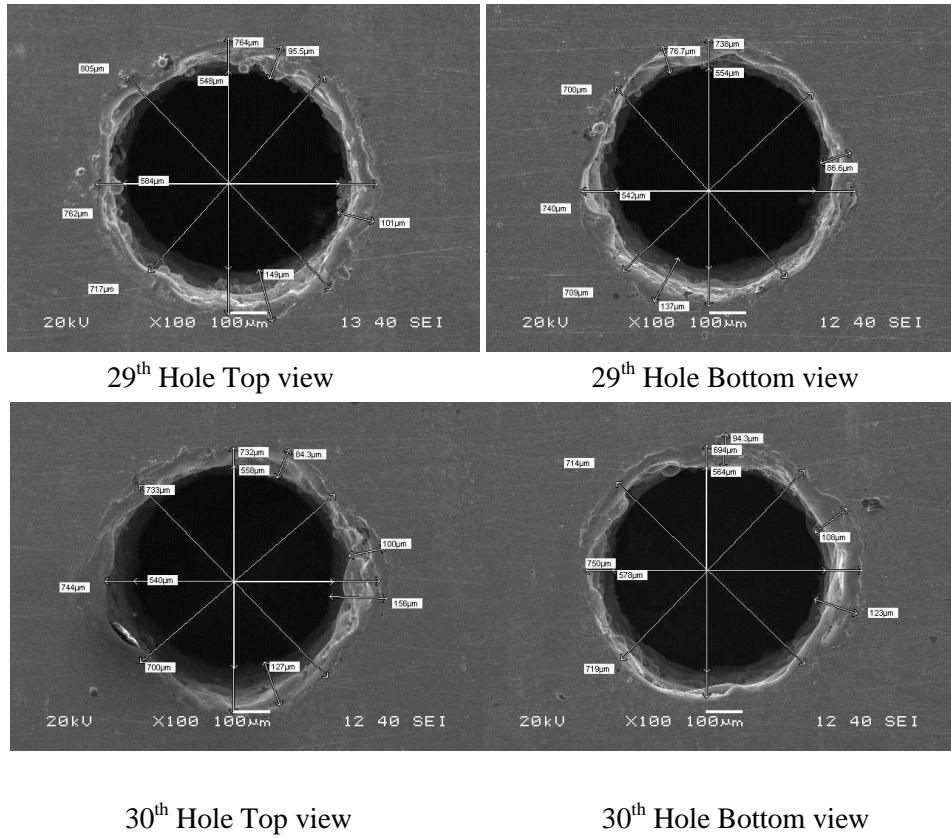 764µm
95.5µm
805µm
548µm
584µm
762µm
101µm
149µm
717µm
20kV X100 100µm 13 40 SEI
738µm
76.7µm
554µm
700µm
86.6µm
542µm
740µm
709µm
137µm
20kV X100 100µm 12 40 SEI
29th Hole Top view
29th Hole Bottom view
732µm
84.3µm
558µm
733µm
100µm
540µm
744µm
156µm
700µm
127µm
20kV X100 100µm 12 40 SEI
94.3µm
694µm
714µm
564µm
108µm
750µm
578µm
123µm
719µm
20kV X100 100µm 12 40 SEI
30th Hole Top view
30th Hole Bottom view